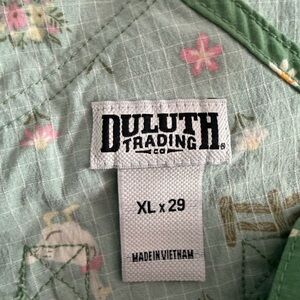 DULUTH
TRADING
CO
®
XL x 29
MADE IN VIETNAM